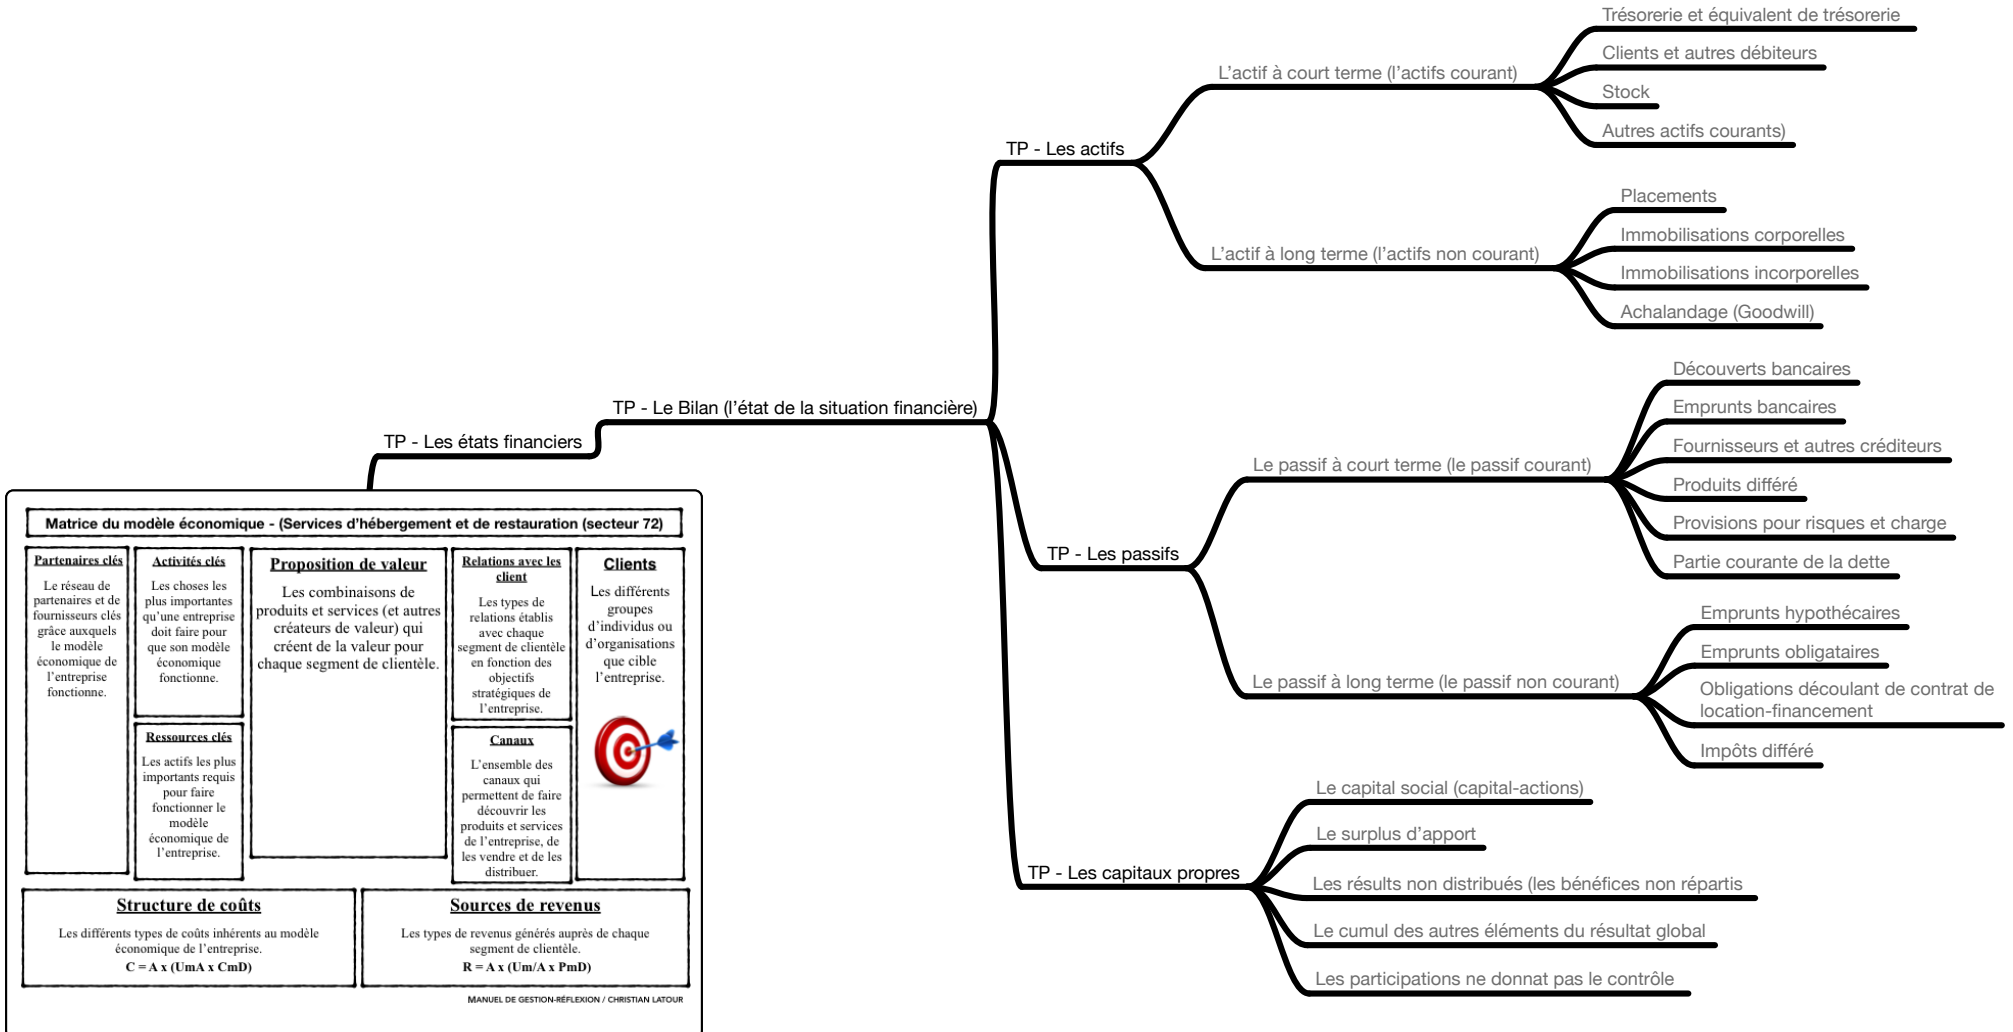 Trésorerie et équivalent de trésorerie
Clients et autres débiteurs
L'actif à court terme (l'actifs courant)
Stock
Autres actifs courants)
TP - Les actifs
Placements
Immobilisations corporelles
L'actif à long terme (l'actifs non courant)
Immobilisations incorporelles
Achalandage (Goodwill)
TP - Le Bilan (l'état de la situation financière)
TP - Les états financiers
Découverts bancaires
Emprunts bancaires
Fournisseurs et autres créditeurs
Le passif à court terme (le passif courant)
Produits différé
Provisions pour risques et charge
Partie courante de la dette
TP - Les passifs
Emprunts hypothécaires
Emprunts obligataires
Le passif à long terme (le passif non courant)
Obligations découlant de contrat de
location-financement
Impôts différé
Le capital social (capital-actions)
Le surplus d'apport
TP - Les capitaux propres
Les résults non distribués (les bénéfices non répartis
Le cumul des autres éléments du résultat global
Les participations ne donnat pas le contrôle
Matrice du modèle économique - (Services d'hébergement et de restauration (secteur 72)
Partenaires clés
Le réseau de
partenaires et de
fournisseurs clés
grâce auxquels
le modèle
économique de
l'entreprise
fonctionne.
Activités clés
Les choses les
plus importantes
qu'une entreprise
doit faire pour
que son modèle
économique
fonctionne.
Ressources clés
Les actifs les plus
importants requis
pour faire
fonctionner le
modèle
économique de
l'entreprise.
Proposition de valeur
Les combinaisons de
produits et services (et autres
créateurs de valeur) qui
créent de la valeur pour
chaque segment de clientèle.
Relations avec les
client
Les types de
relations établis
avec chaque
segment de clientèle
en fonction des
objectifs
stratégiques de
l'entreprise.
Canaux
L'ensemble des
canaux qui
permettent de faire
découvrir les
produits et services
de l'entreprise, de
les vendre et de les
distribuer.
Clients
Les différents
groupes
d'individus ou
d'organisations
que cible
l'entreprise.
Structure de coûts
Les différents types de coûts inhérents au modèle
économique de l'entreprise.
C = A x (UmA x CmD)
Sources de revenus
Les types de revenus générés auprès de chaque
segment de clientèle.
R = A x (Um/A x PmD)
MANUEL DE GESTION-RÉFLEXION / CHRISTIAN LATOUR